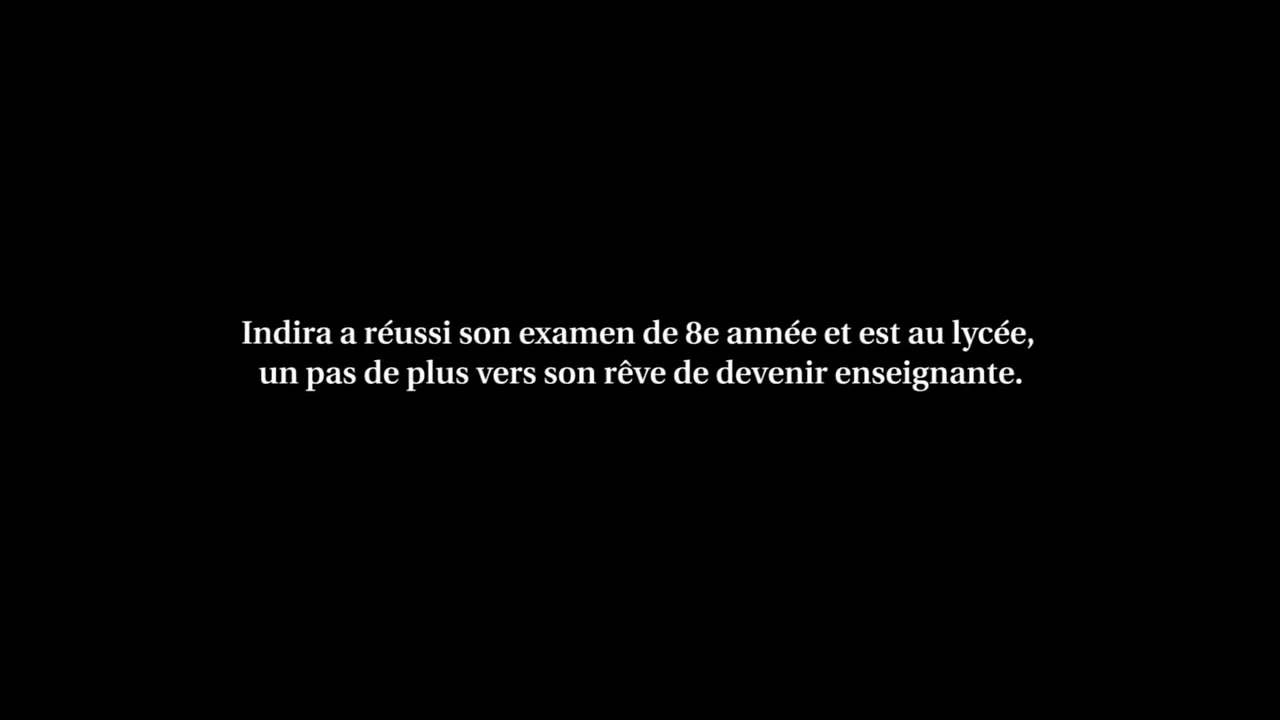 Indira a réussi son examen de 8e année et est au lycée,
un pas de plus vers son rêve de devenir enseignante.